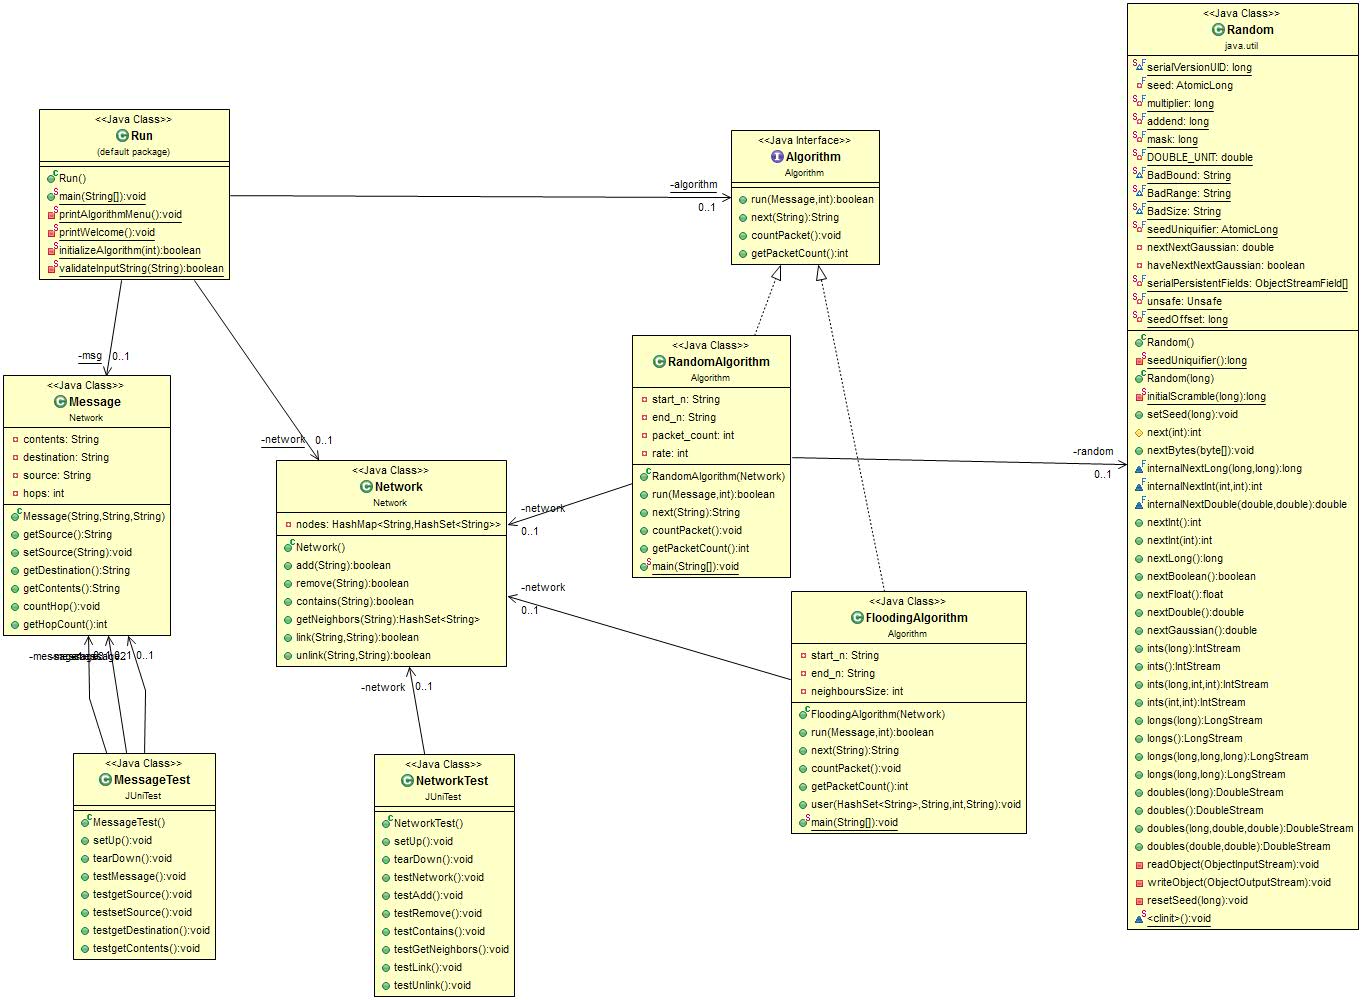 <<Java Class>>
Run
(default package)
Run()
main(String[]):void
printAlgorithmMenu():void
printWelcome():void
initializeAlgorithm(int):boolean
validateInputString(String):boolean
-algorithm
0..1
-msg
0..1
-network
0..1
<<Java Interface>>
Algorithm
Algorithm
run(Message,int):boolean
next(String):String
countPacket():void
getPacketCount():int
<<Java Class>>
Message
Network
contents: String
destination: String
source: String
hops: int
Message(String,String,String)
getSource():String
setSource(String):void
getDestination():String
getContents():String
countHop():void
getHopCount():int
0..1
<<Java Class>>
Network
Network
nodes: HashMap<String,HashSet<String>>
Network()
add(String):boolean
remove(String):boolean
contains(String):boolean
getNeighbors(String):HashSet<String>
link(String,String):boolean
unlink(String,String):boolean
-network
0..1
-network
0..1
-network
0..1
<<Java Class>>
RandomAlgorithm
Algorithm
start_n: String
end_n: String
packet_count: int
rate: int
RandomAlgorithm(Network)
run(Message,int):boolean
next(String):String
countPacket():void
getPacketCount():int
main(String[]):void
-random
0..1
<<Java Class>>
FloodingAlgorithm
Algorithm
start_n: String
end_n: String
neighboursSize: int
FloodingAlgorithm(Network)
run(Message,int):boolean
next(String):String
countPacket():void
getPacketCount():int
user(HashSet<String>,String,int,String):void
main(String[]):void
<<Java Class>>
MessageTest
JUniTest
MessageTest()
setUp():void
tearDown():void
testMessage():void
testgetSource():void
testsetSource():void
testgetDestination():void
testgetContents():void
<<Java Class>>
NetworkTest
JUniTest
NetworkTest()
setUp():void
tearDown():void
testNetwork():void
testAdd():void
testRemove():void
testContains():void
testGetNeighbors():void
testLink():void
testUnlink():void
<<Java Class>>
Random
java.util
serialVersionUID: long
seed: AtomicLong
multiplier: long
addend: long
mask: long
DOUBLE_UNIT: double
BadBound: String
BadRange: String
BadSize: String
seedUniquifier: AtomicLong
nextNextGaussian: double
haveNextNextGaussian: boolean
serialPersistentFields: ObjectStreamField[]
unsafe: Unsafe
seedOffset: long
Random()
seedUniquifier():long
Random(long)
initialScramble(long):long
setSeed(long):void
next(int):int
nextBytes(byte[]):void
internalNextLong(long,long):long
internalNextInt(int,int):int
internalNextDouble(double,double):double
nextInt():int
nextInt(int):int
nextLong():long
nextBoolean():boolean
nextFloat():float
nextDouble():double
nextGaussian():double
ints(long):IntStream
ints():IntStream
ints(long,int,int):IntStream
ints(int,int):IntStream
longs(long):LongStream
longs():LongStream
longs(long,long,long):LongStream
longs(long,long):LongStream
doubles(long):DoubleStream
doubles():DoubleStream
doubles(long,double,double):DoubleStream
doubles(double,double):DoubleStream
readObject(ObjectInputStream):void
writeObject(ObjectOutputStream):void
resetSeed(long):void
<clinit>():void